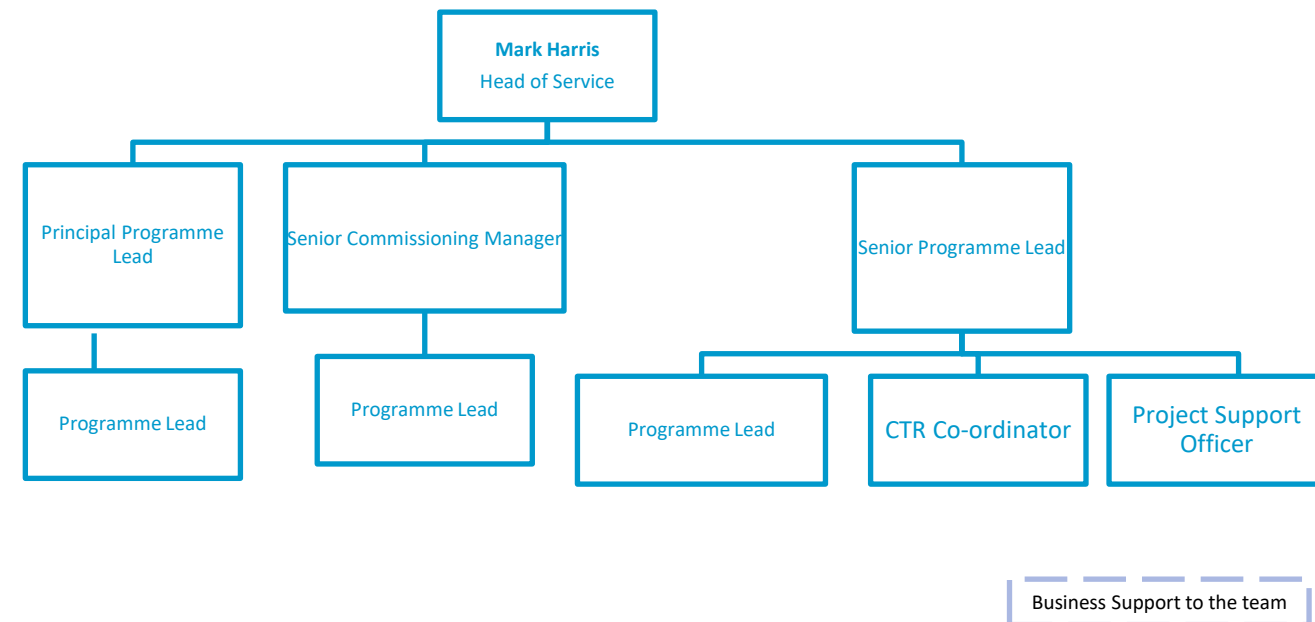 Mark Harris
Head of Service
Principal Programme
Lead
Senior Commissioning Manager
Senior Programme Lead
Programme Lead
Programme Lead
Programme Lead
CTR Co-ordinator
Project Support
Officer
Business Support to the team